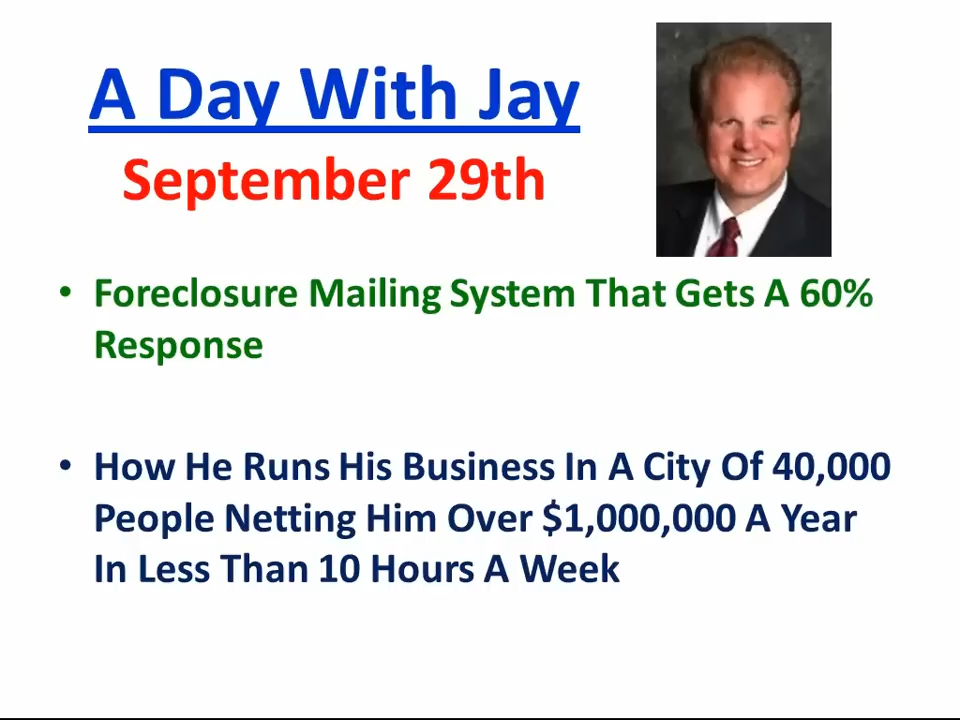 A Day With Jay
September 29th
• Foreclosure Mailing System That Gets A 60%
Response
• How He Runs His Business In A City Of 40,000
People Netting Him Over $1,000,000 A Year
In Less Than 10 Hours A Week